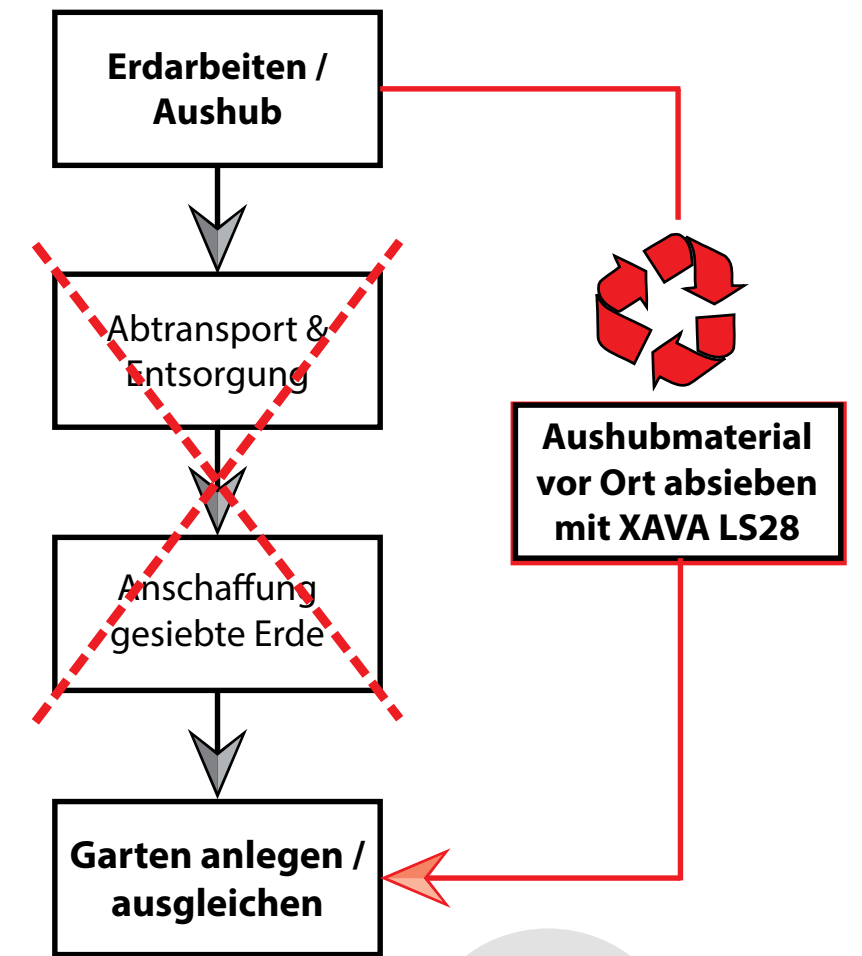 Erdarbeiten /
Aushub
Abtransport &
Entsorgung
Anschaffung
gesiebte Erde
Aushubmaterial
vor Ort absieben
mit XAVA LS28
Garten anlegen /
ausgleichen